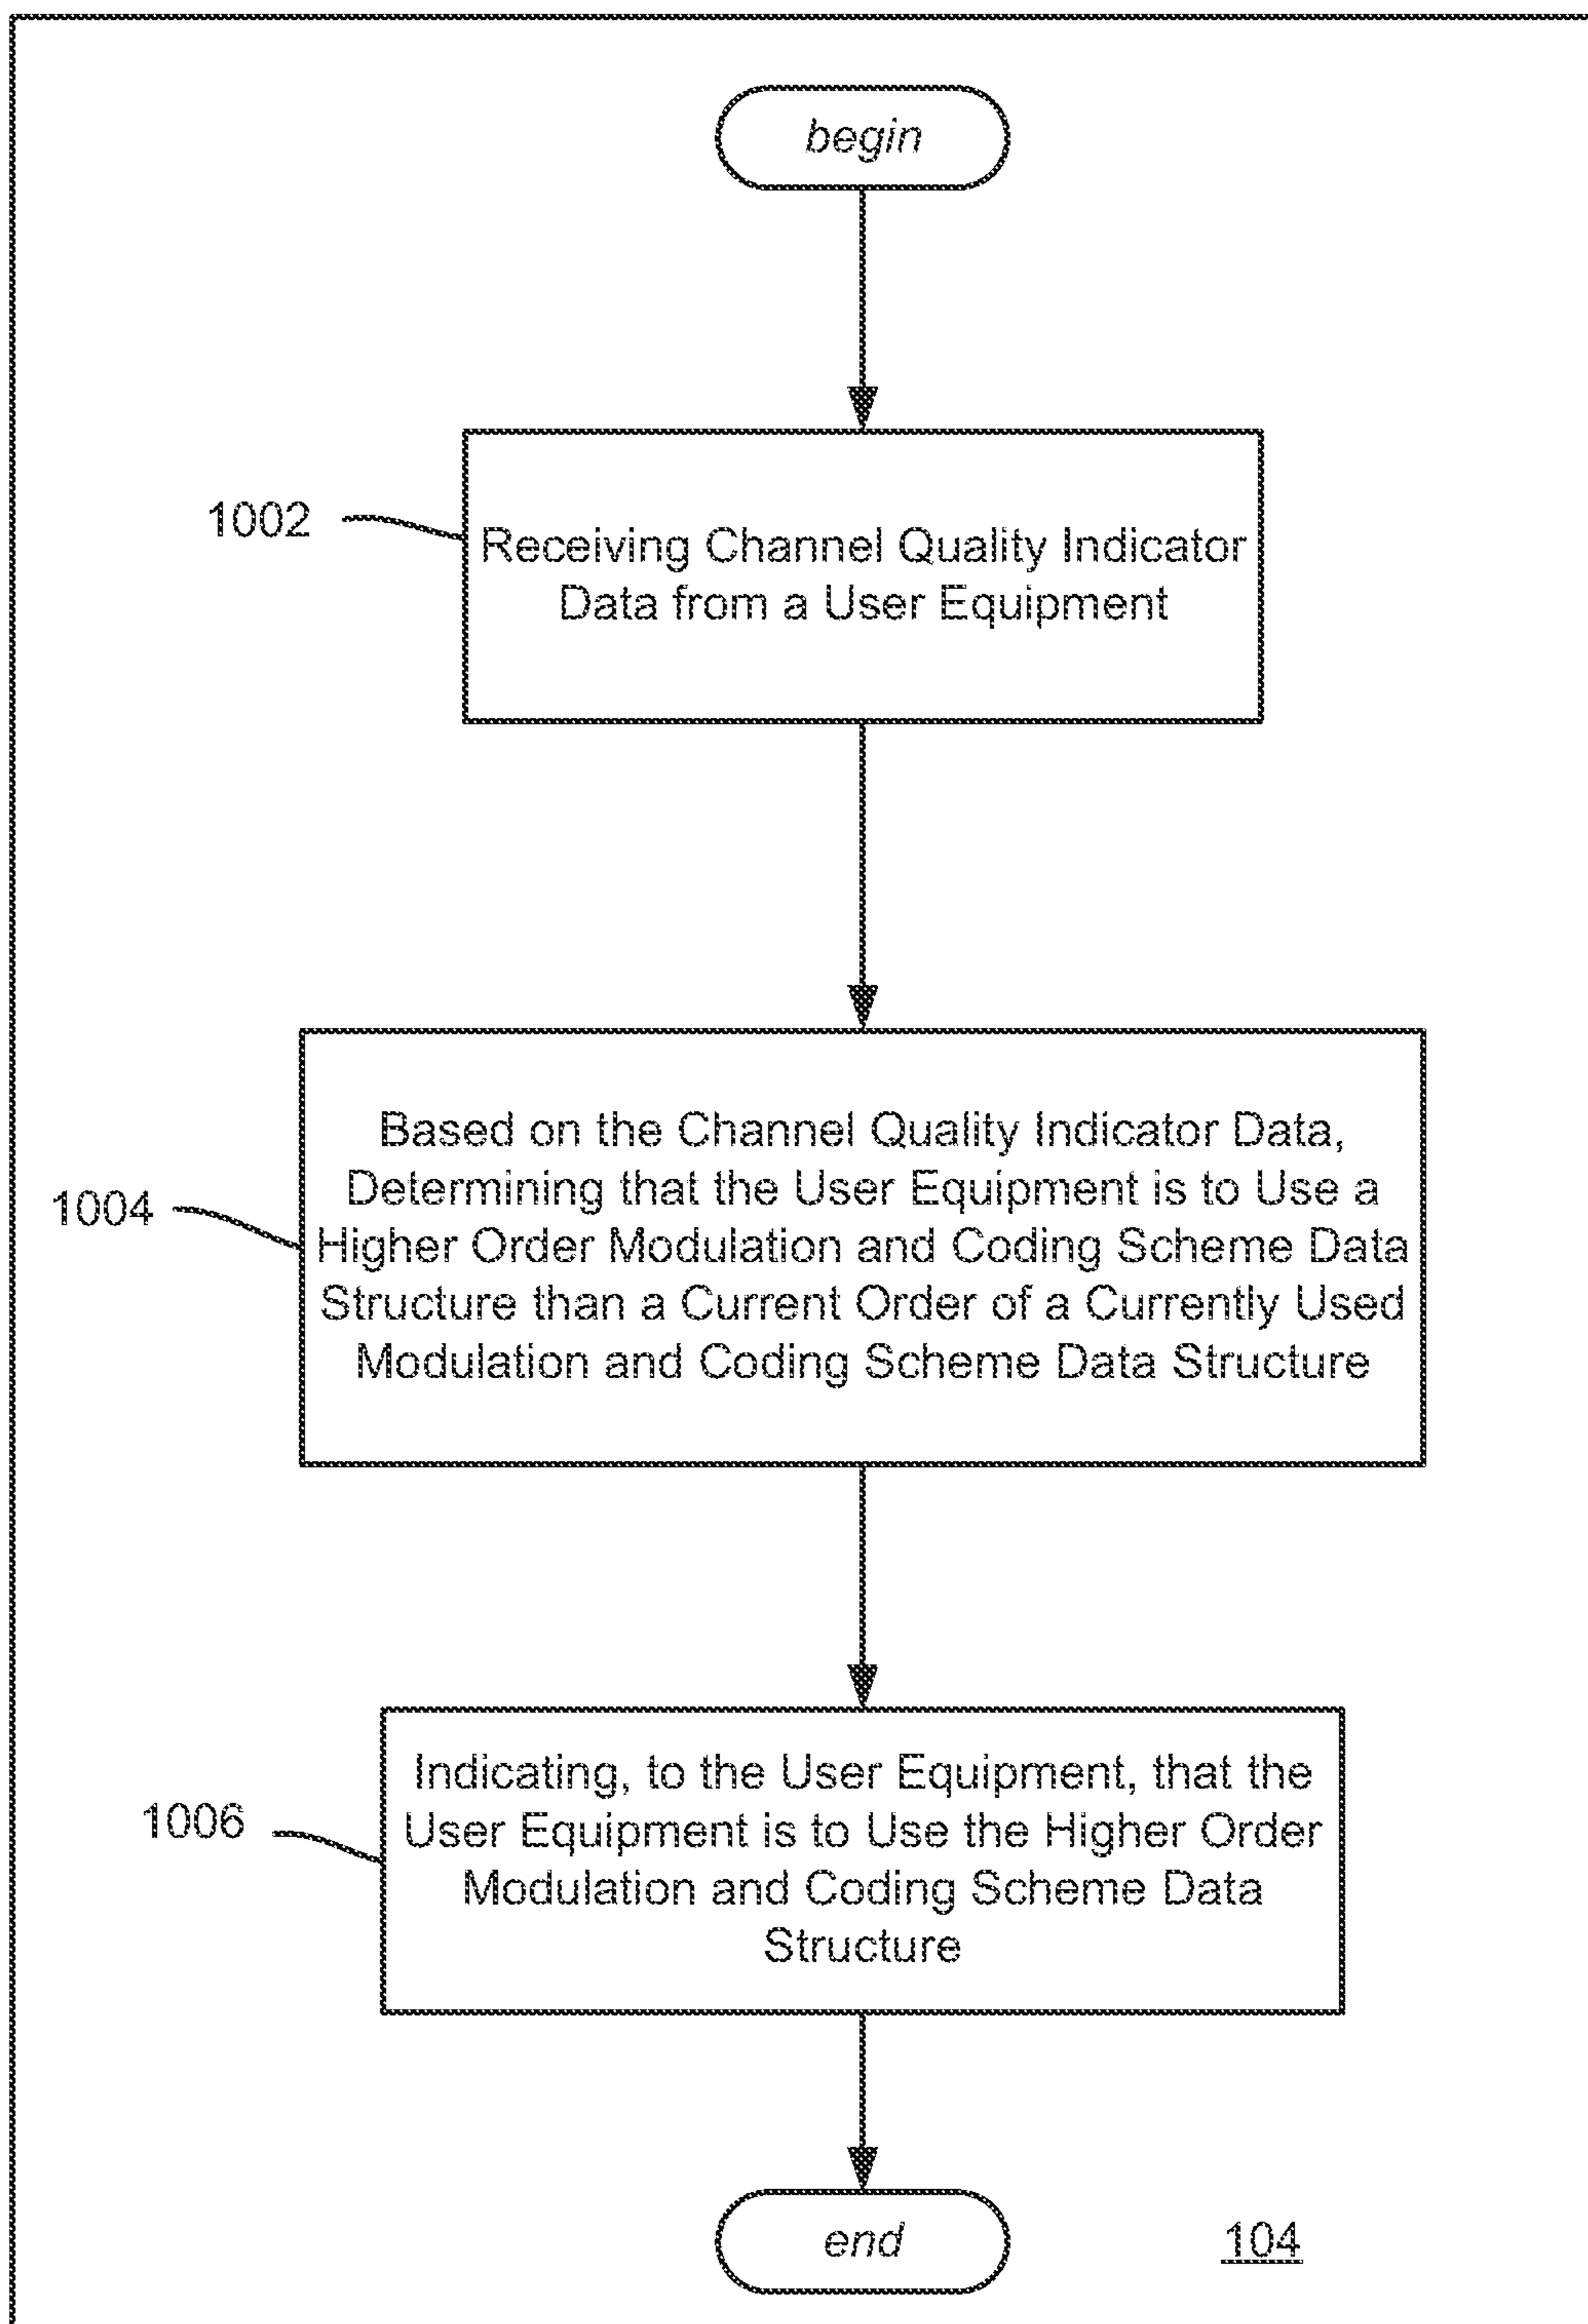 begin
1002
Receiving Channel Quality Indicator
Data from a User Equipment
1004
Based on the Channel Quality Indicator Data,
Determining that the User Equipment is to Use a
Higher Order Modulation and Coding Scheme Data
Structure than a Current Order of a Currently Used
Modulation and Coding Scheme Data Structure
1006
Indicating, to the User Equipment, that the
User Equipment is to Use the Higher Order
Modulation and Coding Scheme Data
Structure
end
104